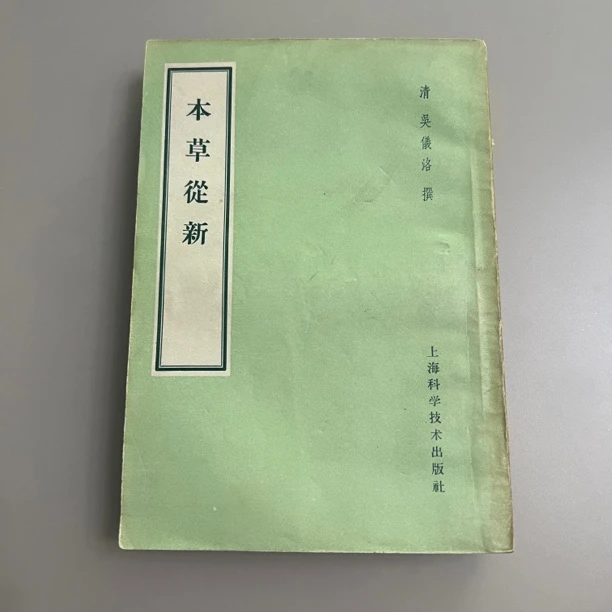 清 吳儀洛 撰
本草從新
上海科学技术出版社